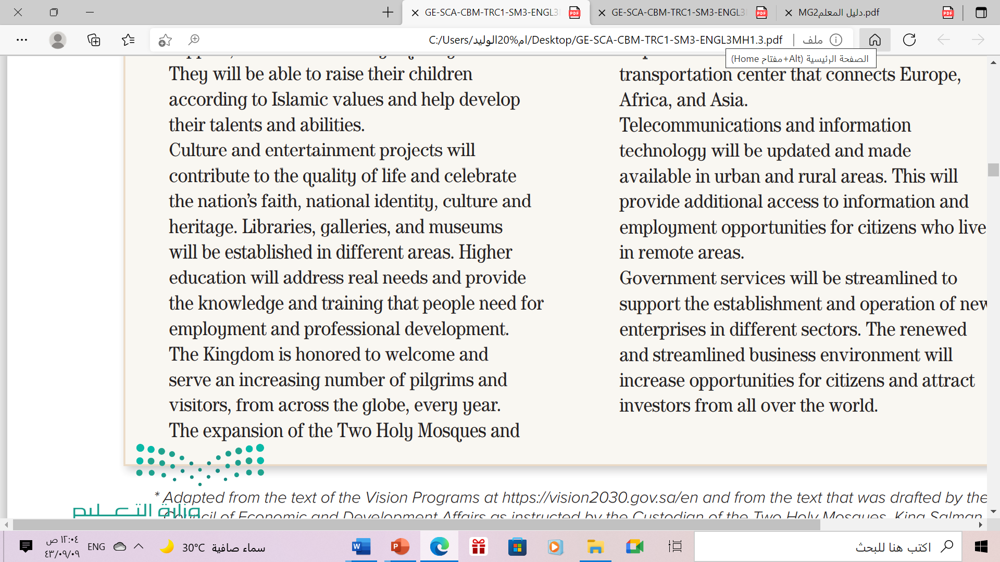 GE-SCA-CBM-TRC1-SM3-ENGL3
GE-SCA-CBM-TRC1-SM3-ENGL3
دليل المعلمMG2.pdf
C:/Users/ام%20الوليد/Desktop/GE-SCA-CBM-TRC1-SM3-ENGL3MH1.3.pdf
ملف
الصفحة الرئيسية (Alt+مفتاح Home)
They will be able to raise their children
according to Islamic values and help develop
their talents and abilities.
Culture and entertainment projects will
contribute to the quality of life and celebrate
the nation's faith, national identity, culture and
heritage. Libraries, galleries, and museums
will be established in different areas. Higher
education will address real needs and provide
the knowledge and training that people need for
employment and professional development.
The Kingdom is honored to welcome and
serve an increasing number of pilgrims and
visitors, from across the globe, every year.
The expansion of the Two Holy Mosques and
transportation center that connects Europe,
Africa, and Asia.
Telecommunications and information
technology will be updated and made
available in urban and rural areas. This will
provide additional access to information and
employment opportunities for citizens who live
in remote areas.
Government services will be streamlined to
support the establishment and operation of new
enterprises in different sectors. The renewed
and streamlined business environment will
increase opportunities for citizens and attract
investors from all over the world.
* Adapted from the text of the Vision Programs at https://vision2030.gov.sa/en and from the text that was drafted by the
Council of Economic and Development Affairs as instructed by the Custodian of the Two Holy Mosques, King Salman
وزارة التعليم
١٢:٠٤ ص
٤٣/٠٩/٠٩
ENG
30°C سماء صافية
اكتب هنا للبحث